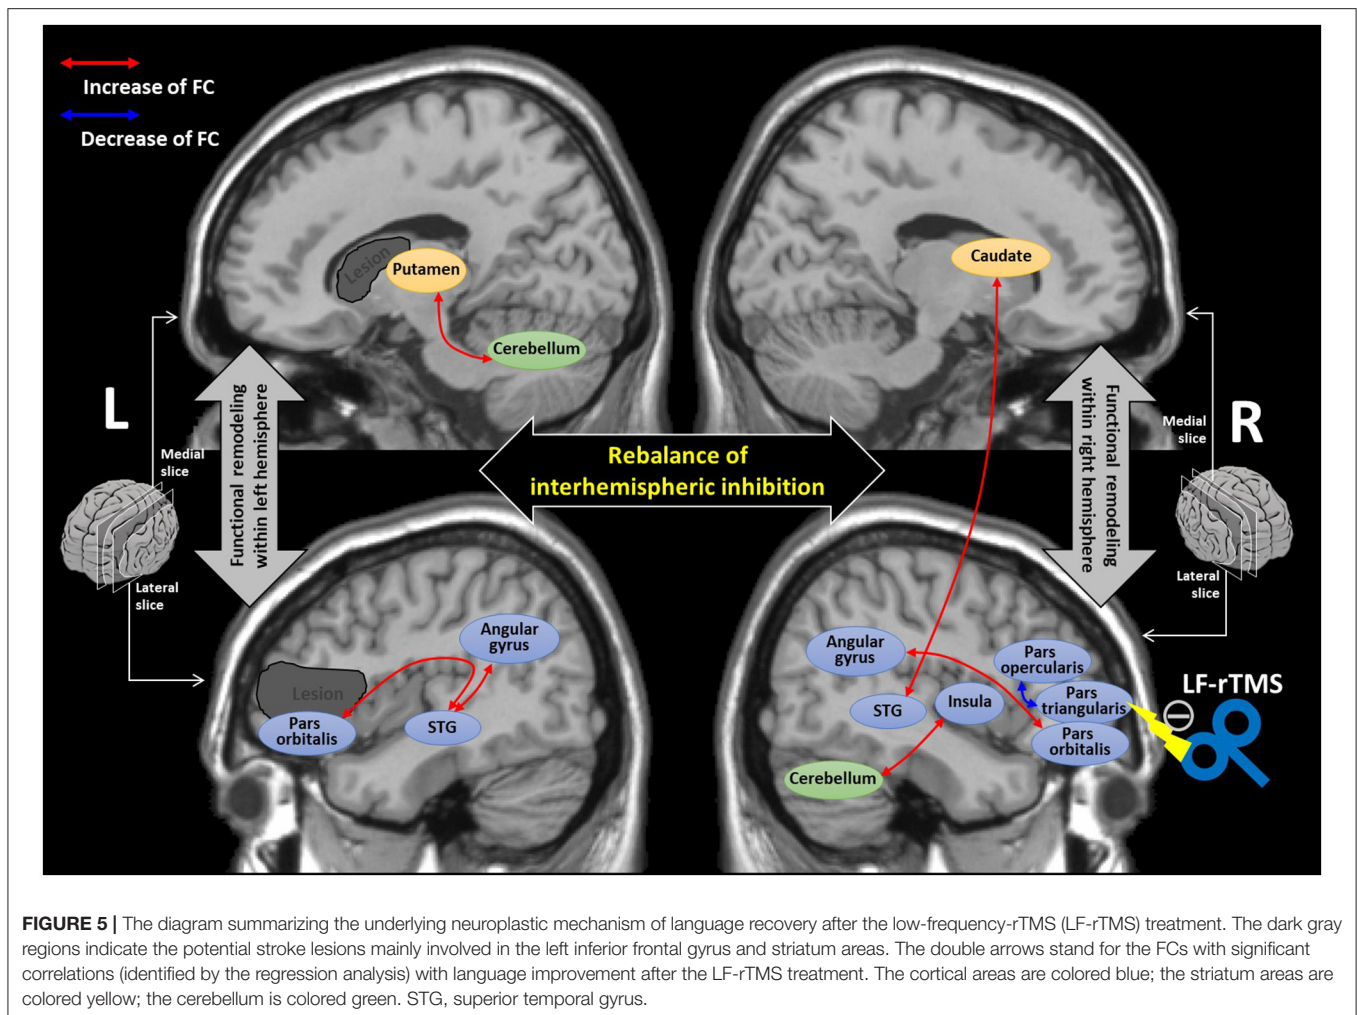 Increase of FC
Decrease of FC
Lesion
Putamen
Cerebellum
Caudate
L
R
Medial
slice
Medial
slice
Functional remodeling
within left hemisphere
Functional remodeling
within right hemisphere
Rebalance of
interhemispheric inhibition
Lateral
slice
Lateral
slice
Angular
gyrus
Lesion
Pars
orbitalis
STG
Angular
gyrus
Pars
opercularis
STG
Insula
Pars
triangularis
Pars
orbitalis
Cerebellum
LF-rTMS
FIGURE 5 | The diagram summarizing the underlying neuroplastic mechanism of language recovery after the low-frequency-rTMS (LF-rTMS) treatment. The dark gray
regions indicate the potential stroke lesions mainly involved in the left inferior frontal gyrus and striatum areas. The double arrows stand for the FCs with significant
correlations (identified by the regression analysis) with language improvement after the LF-rTMS treatment. The cortical areas are colored blue; the striatum areas are
colored yellow; the cerebellum is colored green. STG, superior temporal gyrus.